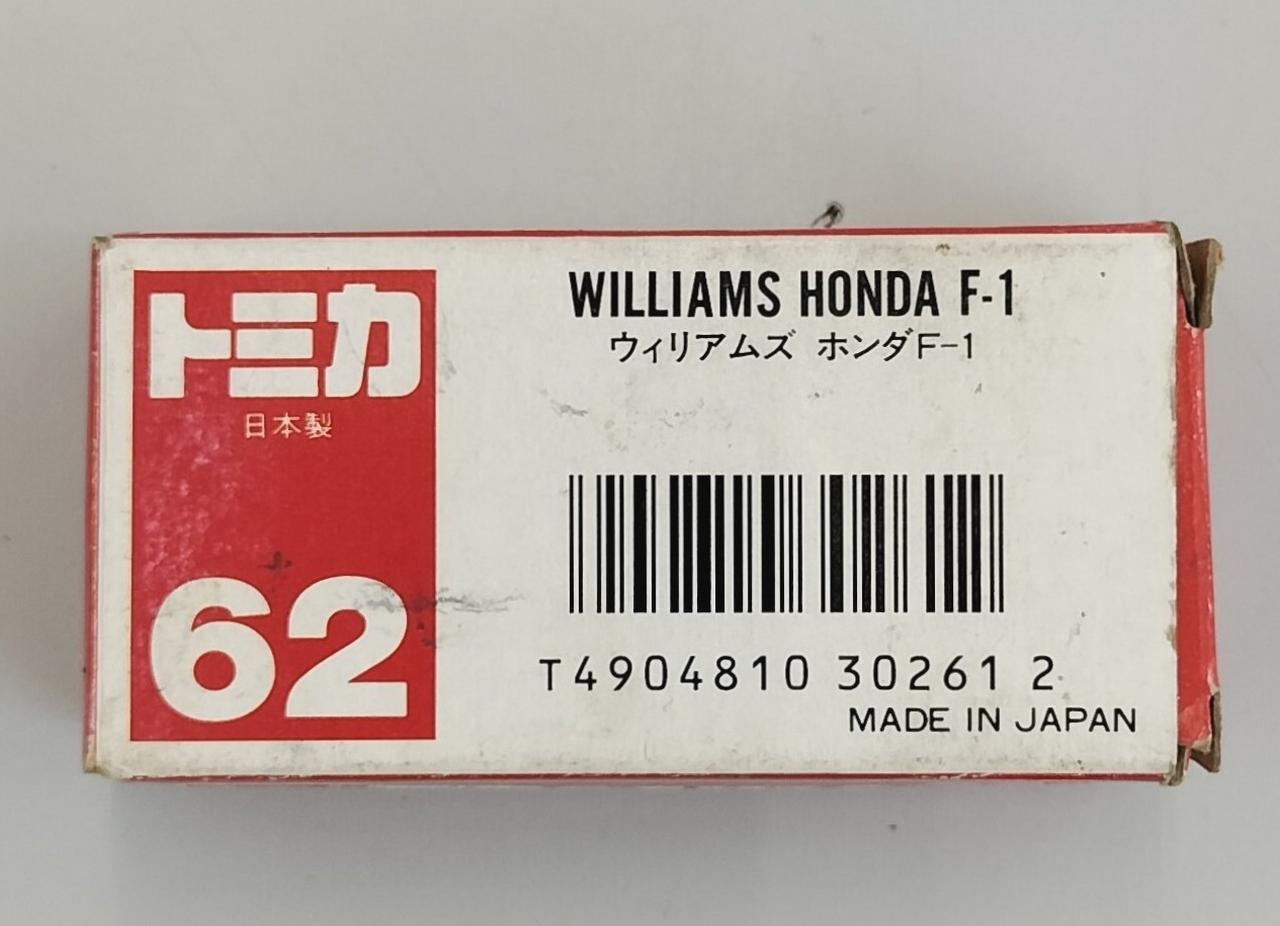 トミカ
日本製
62
WILLIAMS HONDA F-1
ウィリアムズ ホンダF-1
T4904810 30261 2
MADE IN JAPAN